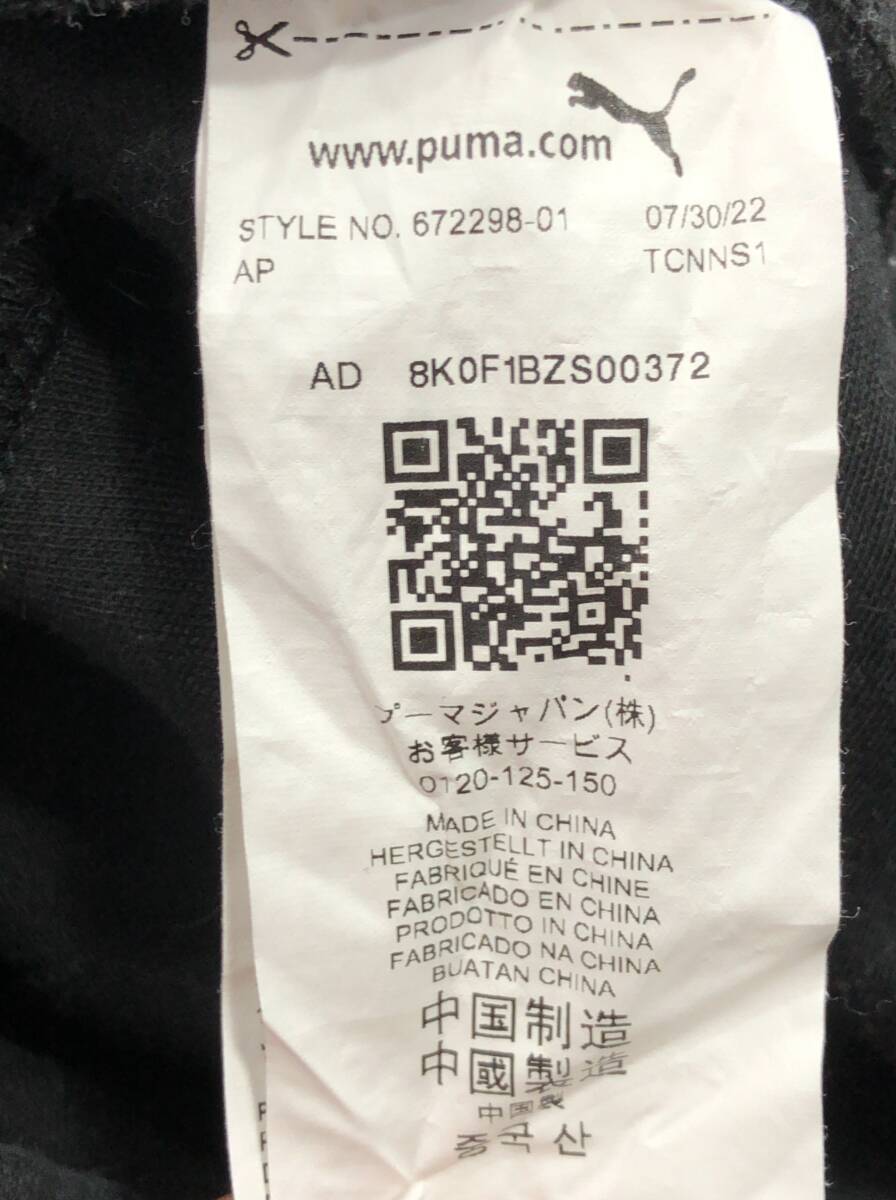 www.puma.com
STYLE NO. 672298-01 07/30/22
AP TCNNS1
AD 8K0F1BZS00372
プーマジャパン(株)
お客様サービス
0120-125-150
MADE IN CHINA
HERGESTELLT IN CHINA
FABRIQUÉ EN CHINE
FABRICADO EN CHINA
PRODOTTO IN CHINA
FABRICADO NA CHINA
BUATAN CHINA
中国制造
中國製造
中国製
중국산